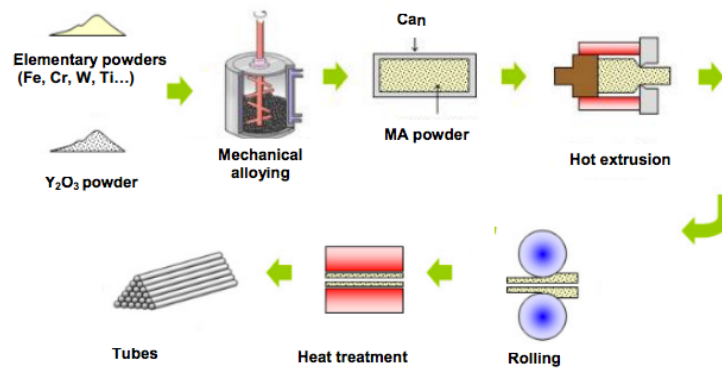 Elementary powders
(Fe, Cr, W, Ti...)
Y₂O₃ powder
Mechanical
alloying
Can
MA powder
Hot extrusion
Tubes
Heat treatment
Rolling